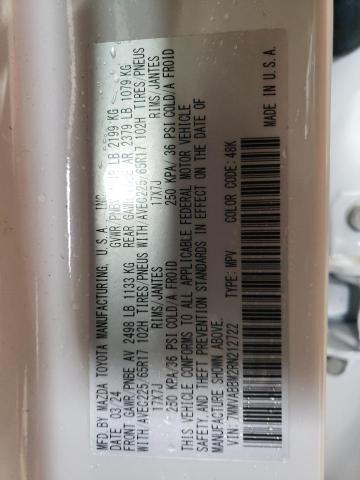 MFD BY MAZDA TOYOTA MANUFACTURING, U.S.A., INC.
DATE: 03/24 GVWR/PNBV LB 2199 KG
FRONT GAWR/PNBE AV 2498 LB 1133 KG REAR GAWR/PNBE AR 2379 LB 1079 KG
WITH/AVEC225/65R17 102H TIRES/PNEUS WITH/AVEC225/65R17 102H TIRES/PNEUS
17X7J RIMS/JANTES 17X7J RIMS/JANTES
250 KPA/36 PSI COLD/A FROID 250 KPA/ 36 PSI COLD/A FROID
THIS VEHICLE CONFORMS TO ALL APPLICABLE FEDERAL MOTOR VEHICLE
SAFETY AND THEFT PREVENTION STANDARDS IN EFFECT ON THE DATE OF
MANUFACTURE SHOWN ABOVE.
VIN: TYPE: MPV COLOR CODE: 48K
MADE IN U.S.A.